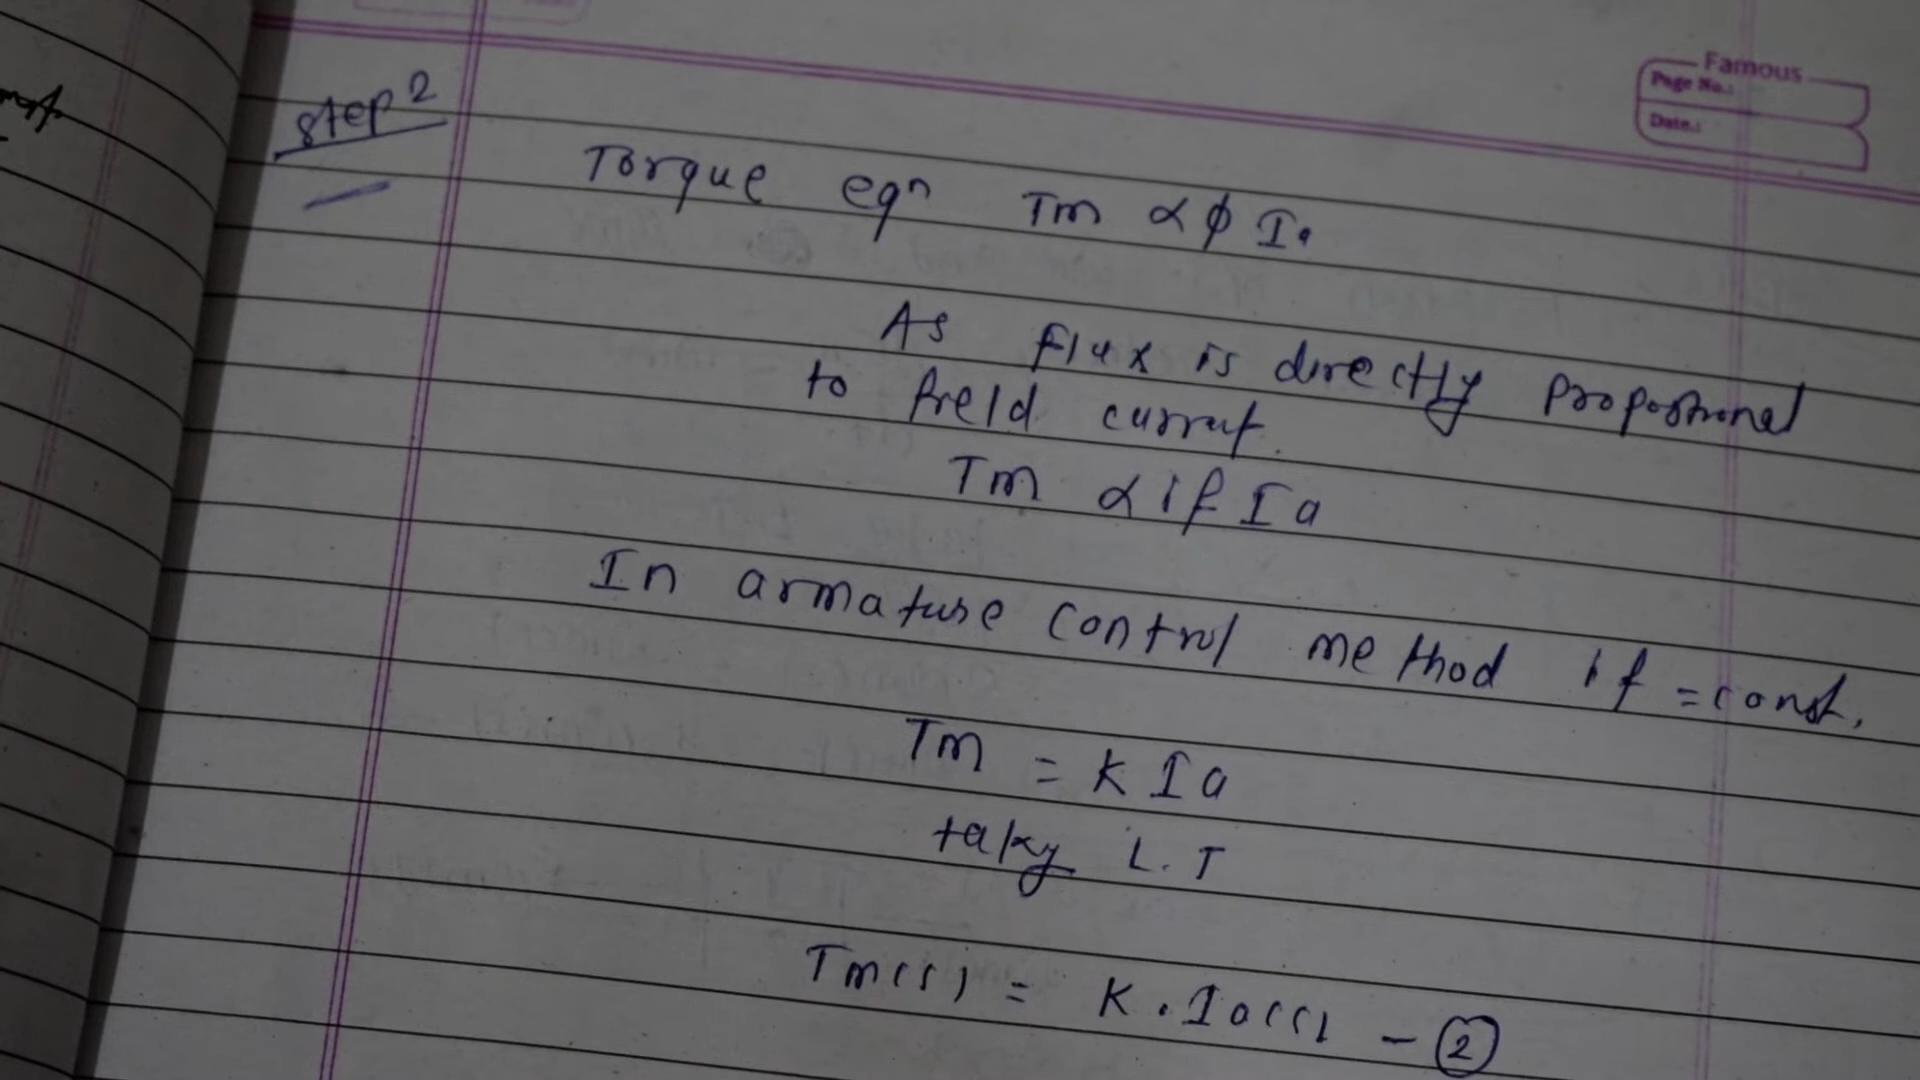 Famous
Page No.:
Date.:
step 2
Torque eqn Tm ∝ ϕ Ia
As flux is directly proportional
to field current.
Tm ∝ if Ia
In armature control method if = const.
Tm = K Ia
taky L.T
Tm(s) = K . Ia(s) - ②